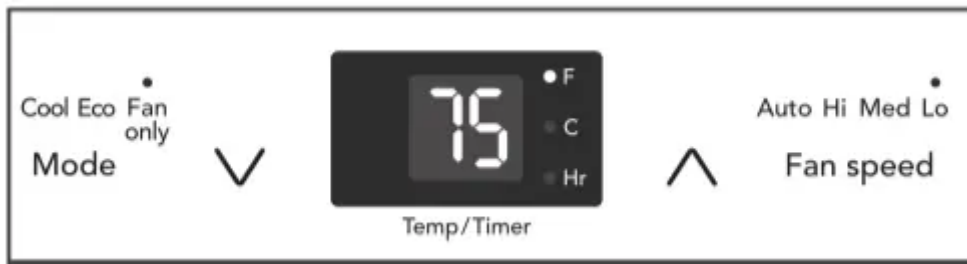 F
Cool Eco Fan only
75
C
Auto Hi Med Lo
Mode
Hr
Fan speed
Temp/Timer